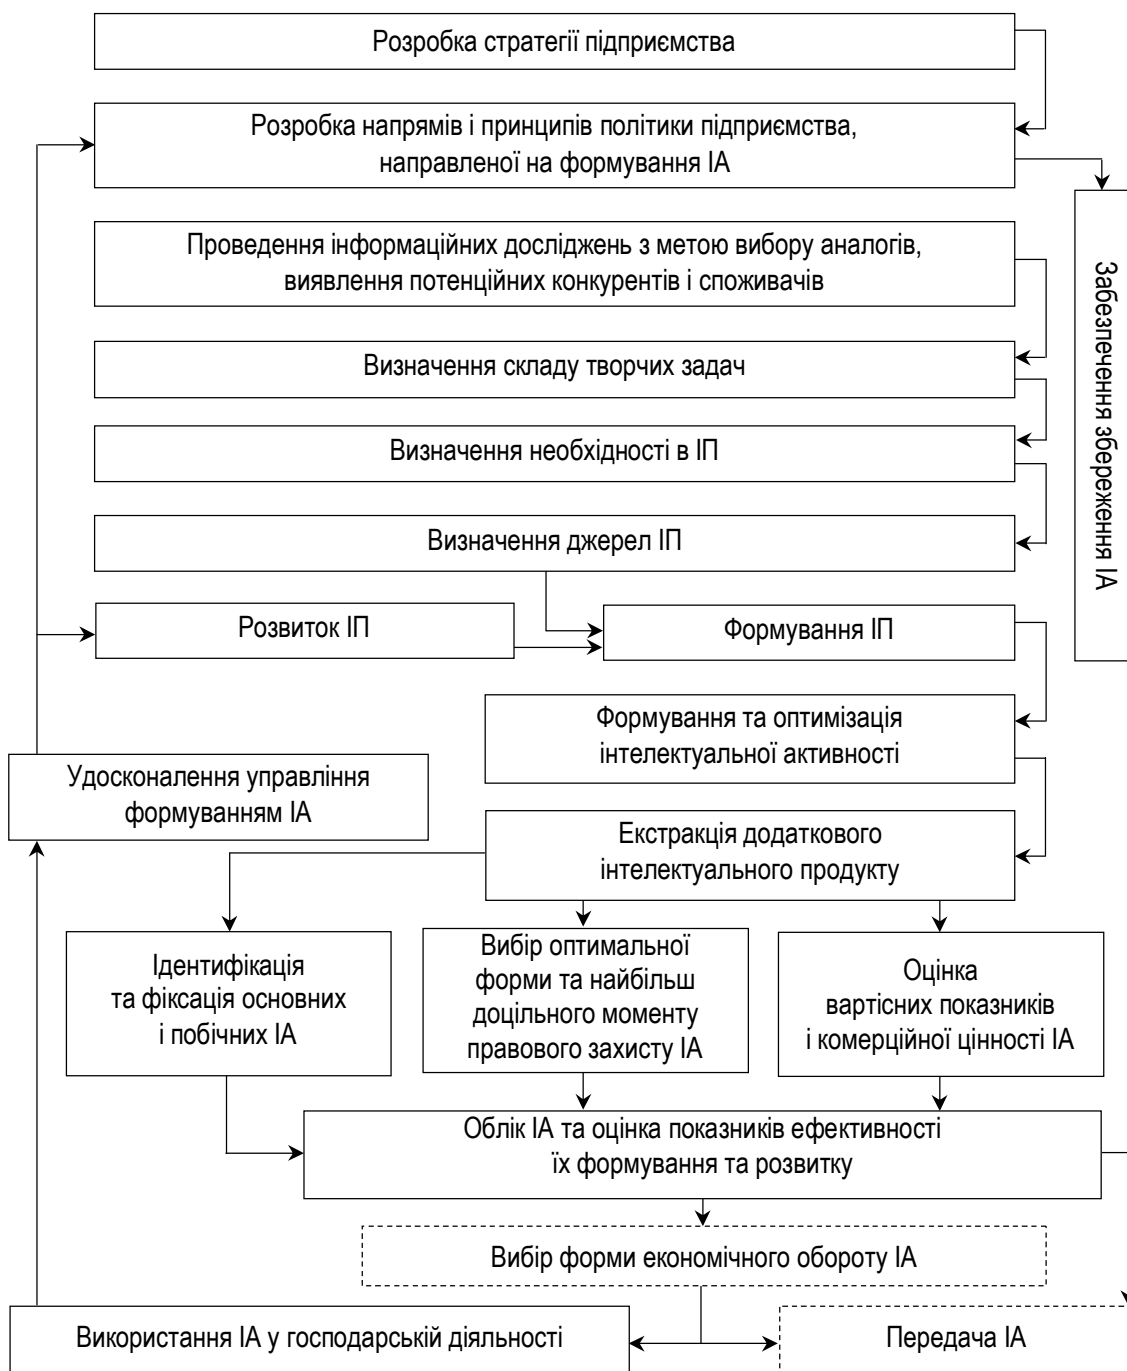 Розробка стратегії підприємства
Розробка напрямів і принципів політики підприємства,
направленої на формування ІА
Проведення інформаційних досліджень з метою вибору аналогів,
виявлення потенційних конкурентів і споживачів
Визначення складу творчих задач
Визначення необхідності в ІП
Визначення джерел ІП
Забезпечення збереження ІА
Розвиток ІП
Формування ІП
Формування та оптимізація
інтелектуальної активності
Удосконалення управління
формуванням ІА
Екстракція додаткового
інтелектуального продукту
Ідентифікація
та фіксація основних
і побічних ІА
Вибір оптимальної
форми та найбільш
доцільного моменту
правового захисту ІА
Оцінка
вартісних показників
і комерційної цінності ІА
Облік ІА та оцінка показників ефективності
їх формування та розвитку
Вибір форми економічного обороту ІА
Використання ІА у господарській діяльності
Передача ІА